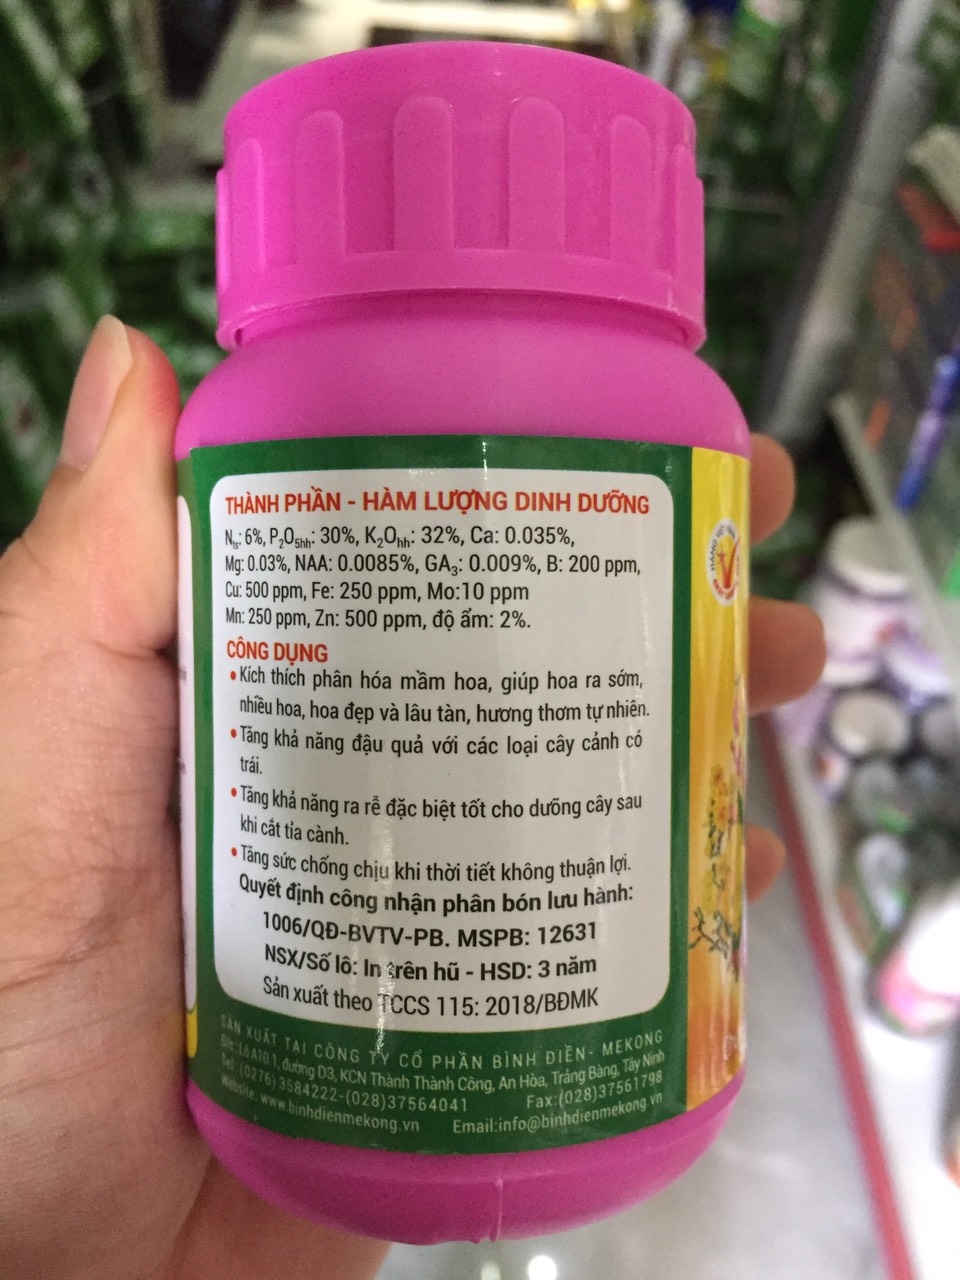 THÀNH PHẦN - HÀM LƯỢNG DINH DƯỠNG
Nts: 6%, P2O5hh: 30%, K2Ohh: 32%, Ca: 0.035%,
Mg: 0.03%, NAA: 0.0085%, GA3: 0.009%, B: 200 ppm,
Cu: 500 ppm, Fe: 250 ppm, Mo:10 ppm
Mn: 250 ppm, Zn: 500 ppm, độ ẩm: 2%.
CÔNG DỤNG
• Kích thích phân hóa mầm hoa, giúp hoa ra sớm,
nhiều hoa, hoa đẹp và lâu tàn, hương thơm tự nhiên.
• Tăng khả năng đậu quả với các loại cây cảnh có
trái.
• Tăng khả năng ra rễ đặc biệt tốt cho dưỡng cây sau
khi cắt tỉa cành.
• Tăng sức chống chịu khi thời tiết không thuận lợi.
Quyết định công nhận phân bón lưu hành:
1006/QĐ-BVTV-PB. MSPB: 12631
NSX/Số lô: In trên hũ - HSD: 3 năm
Sản xuất theo TCCS 115: 2018/BĐMK
SẢN XUẤT TẠI CÔNG TY CỔ PHẦN BÌNH ĐIỀN- MEKONG
Đ/c: Lô A10.1, đường D3, KCN Thành Thành Công, An Hòa, Trảng Bàng, Tây Ninh
Tel: (0276) 3584222-(028)37564041 Fax:(028)37561798
Website: www.binhdienmekong.vn Email:info@binhdienmekong.vn